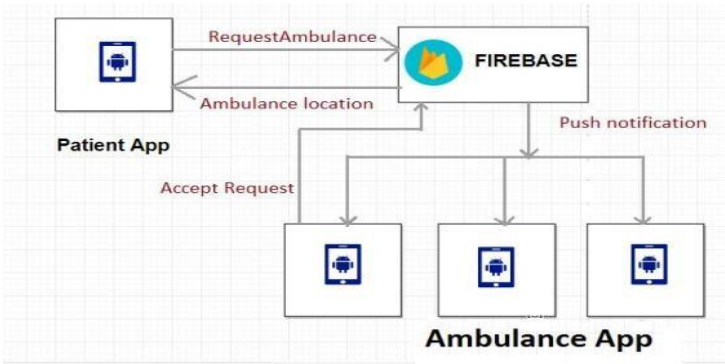 RequestAmbulance
FIREBASE
Ambulance location
Push notification
Patient App
Accept Request
Ambulance App